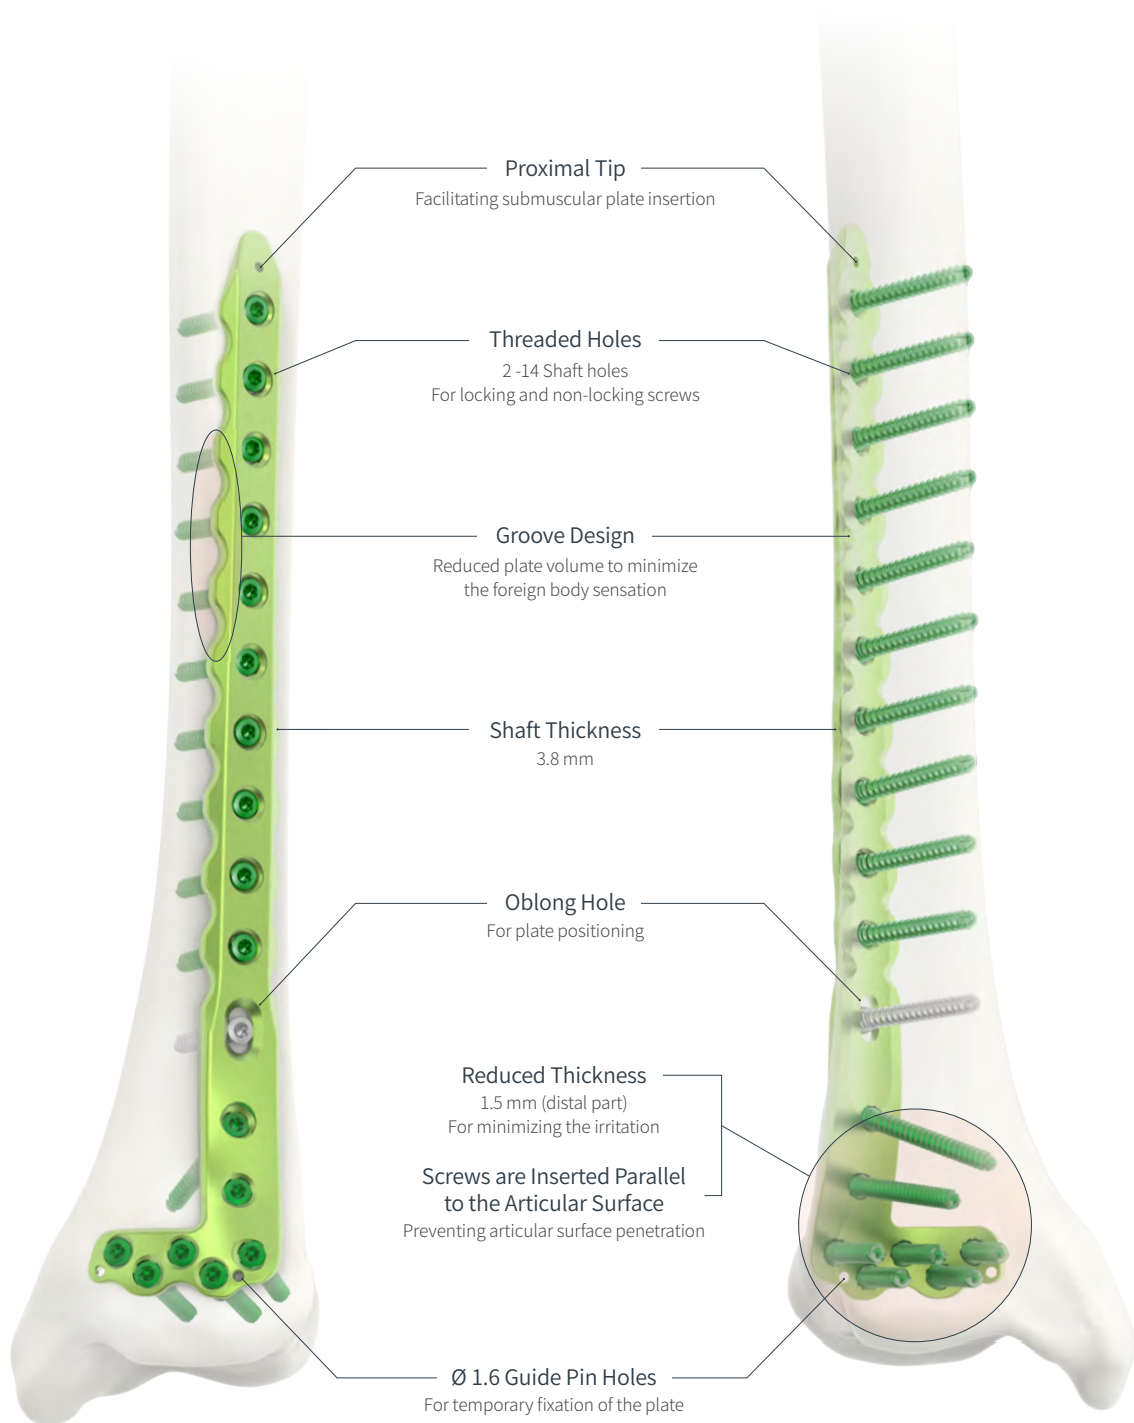 Proximal Tip
Facilitating submuscular plate insertion
Threaded Holes
2 -14 Shaft holes
For locking and non-locking screws
Groove Design
Reduced plate volume to minimize
the foreign body sensation
Shaft Thickness
3.8 mm
Oblong Hole
For plate positioning
Reduced Thickness
1.5 mm (distal part)
For minimizing the irritation
Screws are Inserted Parallel
to the Articular Surface
Preventing articular surface penetration
Ø 1.6 Guide Pin Holes
For temporary fixation of the plate